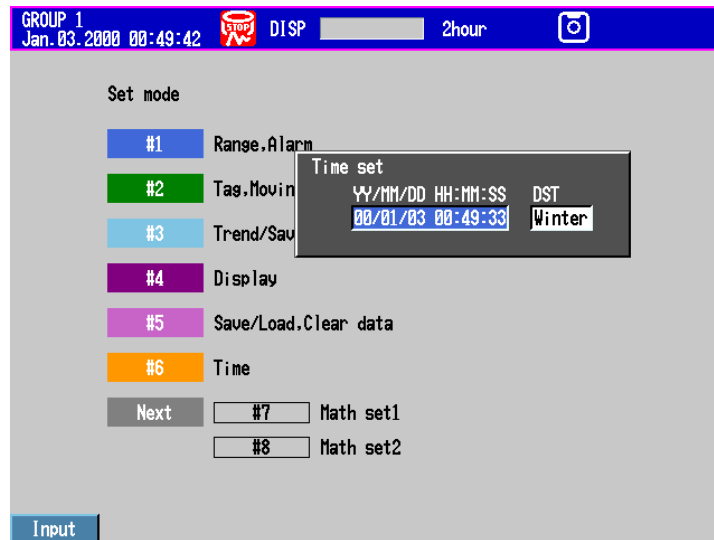 GROUP 1
Jan.03.2000 00:49:42
STOP
DISP
2hour
Set mode
#1 Range,Alarm
#2 Tag,Movin
#3 Trend/Sav
#4 Display
#5 Save/Load,Clear data
#6 Time
Next #7 Math set1
#8 Math set2
Time set
YY/MM/DD HH:MM:SS DST
00/01/03 00:49:33 Winter
Input